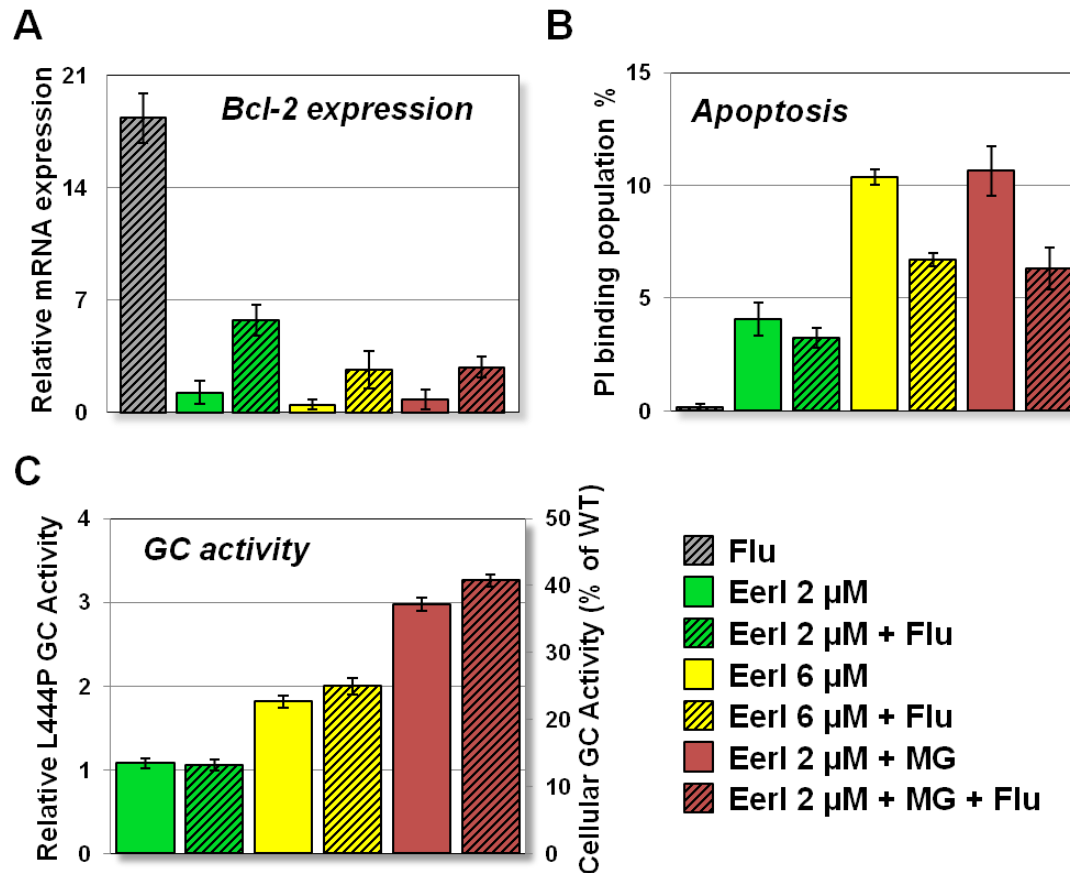 A
Relative mRNA expression
21
14
7
0
Bcl-2 expression
B
PI binding population %
15
10
5
0
Apoptosis
C
Relative L444P GC Activity
4
3
2
1
0
GC activity
50
40
30
20
10
0
Cellular GC Activity (% of WT)
Flu
EerI 2 µM
EerI 2 µM + Flu
EerI 6 µM
EerI 6 µM + Flu
EerI 2 µM + MG
EerI 2 µM + MG + Flu